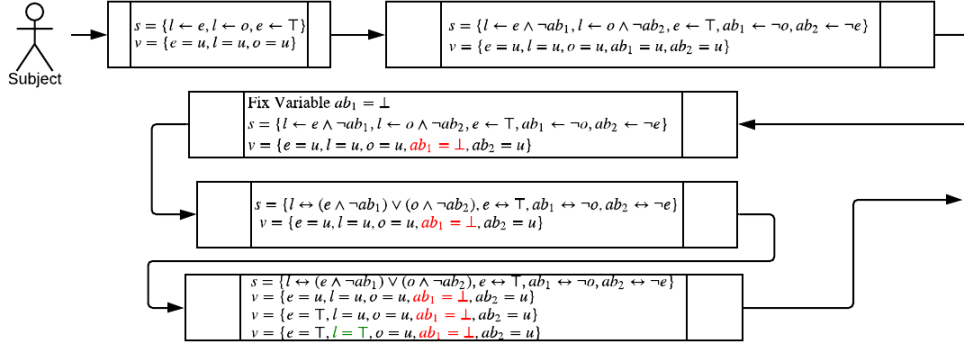 Subject
s = {l ← e, l ← o, e ← ⊤}
v = {e = u, l = u, o = u}
s = {l ← e ∧ ¬ab₁, l ← o ∧ ¬ab₂, e ← ⊤, ab₁ ← ¬o, ab₂ ← ¬e}
v = {e = u, l = u, o = u, ab₁ = u, ab₂ = u}
Fix Variable ab₁ = ⊥
s = {l ← e ∧ ¬ab₁, l ← o ∧ ¬ab₂, e ← ⊤, ab₁ ← ¬o, ab₂ ← ¬e}
v = {e = u, l = u, o = u, ab₁ = ⊥, ab₂ = u}
s = {l ↔ (e ∧ ¬ab₁) ∨ (o ∧ ¬ab₂), e ↔ ⊤, ab₁ ↔ ¬o, ab₂ ↔ ¬e}
v = {e = u, l = u, o = u, ab₁ = ⊥, ab₂ = u}
s = {l ↔ (e ∧ ¬ab₁) ∨ (o ∧ ¬ab₂), e ↔ ⊤, ab₁ ↔ ¬o, ab₂ ↔ ¬e}
v = {e = u, l = u, o = u, ab₁ = ⊥, ab₂ = u}
v = {e = ⊤, l = u, o = u, ab₁ = ⊥, ab₂ = u}
v = {e = ⊤, l = ⊤, o = u, ab₁ = ⊥, ab₂ = u}